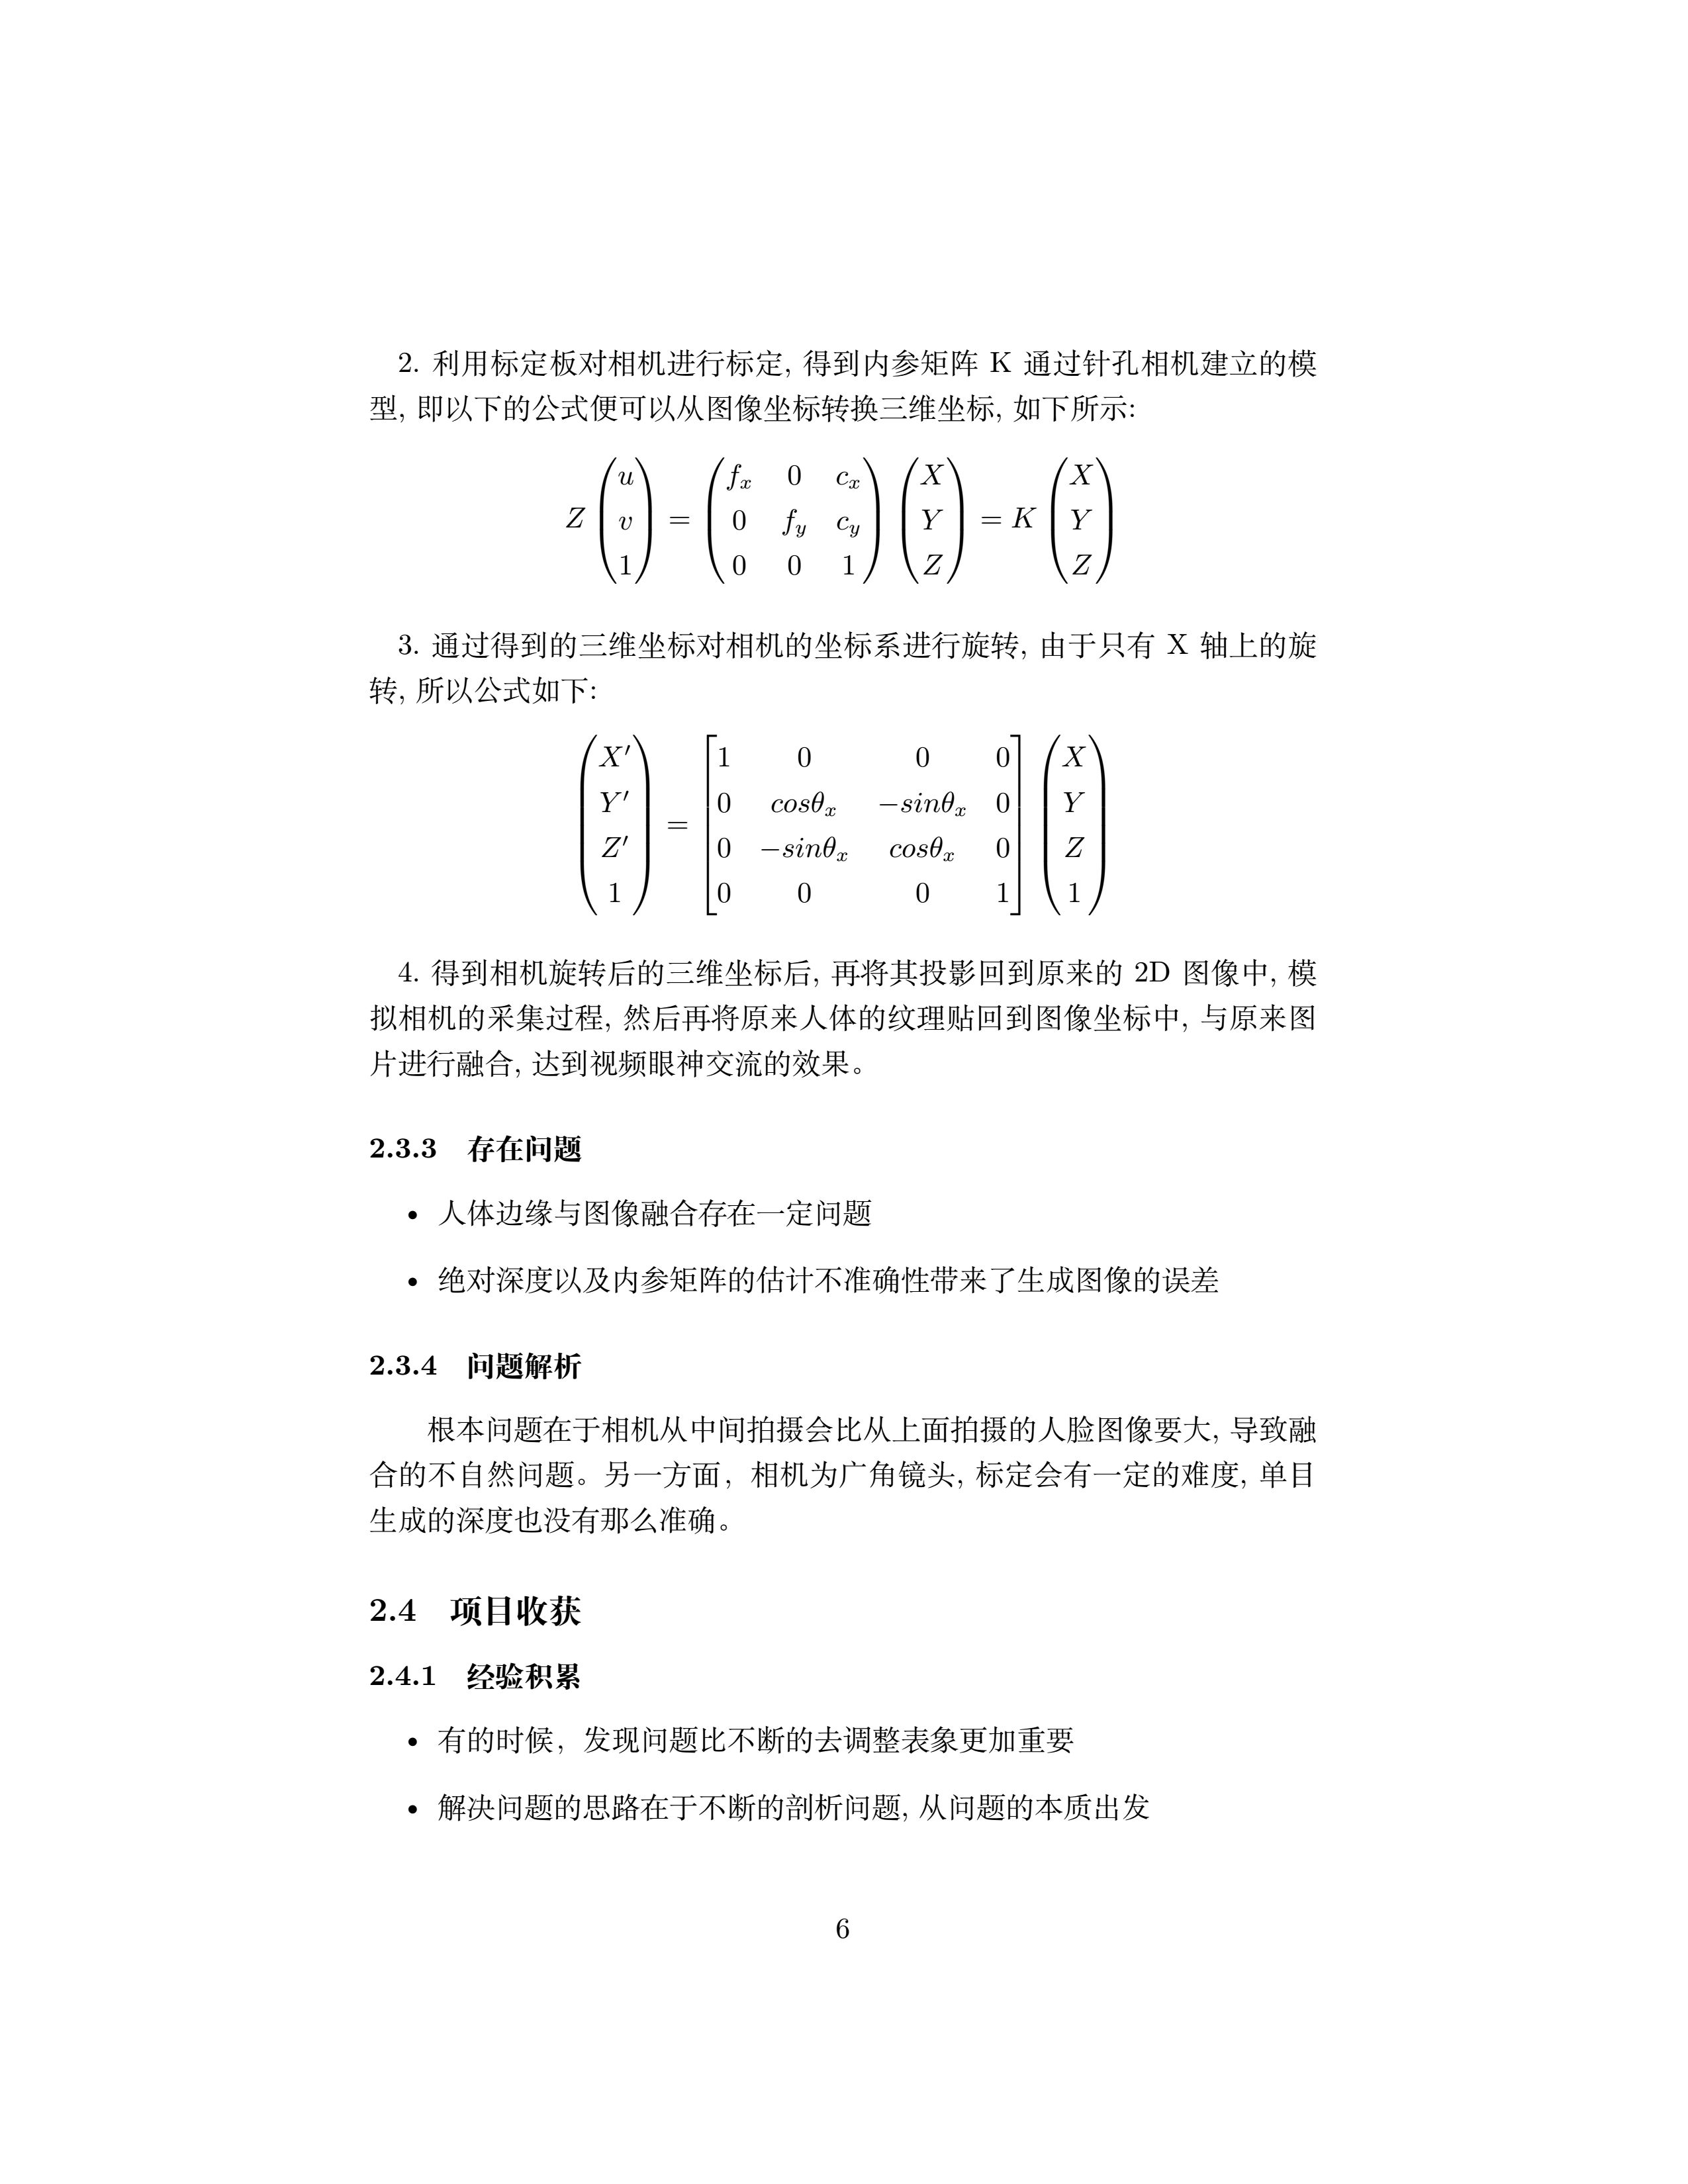 2. 利用标定板对相机进行标定, 得到内参矩阵 K 通过针孔相机建立的模
型, 即以下的公式便可以从图像坐标转换三维坐标, 如下所示:
Z \begin{pmatrix} u \\ v \\ 1 \end{pmatrix} = \begin{pmatrix} f_x & 0 & c_x \\ 0 & f_y & c_y \\ 0 & 0 & 1 \end{pmatrix} \begin{pmatrix} X \\ Y \\ Z \end{pmatrix} = K \begin{pmatrix} X \\ Y \\ Z \end{pmatrix}
3. 通过得到的三维坐标对相机的坐标系进行旋转, 由于只有 X 轴上的旋
转, 所以公式如下:
\begin{pmatrix} X' \\ Y' \\ Z' \\ 1 \end{pmatrix} = \begin{bmatrix} 1 & 0 & 0 & 0 \\ 0 & cos\theta_x & -sin\theta_x & 0 \\ 0 & -sin\theta_x & cos\theta_x & 0 \\ 0 & 0 & 0 & 1 \end{bmatrix} \begin{pmatrix} X \\ Y \\ Z \\ 1 \end{pmatrix}
4. 得到相机旋转后的三维坐标后, 再将其投影回到原来的 2D 图像中, 模
拟相机的采集过程, 然后再将原来人体的纹理贴回到图像坐标中, 与原来图
片进行融合, 达到视频眼神交流的效果。
2.3.3 存在问题
• 人体边缘与图像融合存在一定问题
• 绝对深度以及内参矩阵的估计不准确性带来了生成图像的误差
2.3.4 问题解析
根本问题在于相机从中间拍摄会比从上面拍摄的人脸图像要大, 导致融
合的不自然问题。另一方面，相机为广角镜头, 标定会有一定的难度, 单目
生成的深度也没有那么准确。
2.4 项目收获
2.4.1 经验积累
• 有的时候，发现问题比不断的去调整表象更加重要
• 解决问题的思路在于不断的剖析问题, 从问题的本质出发
6